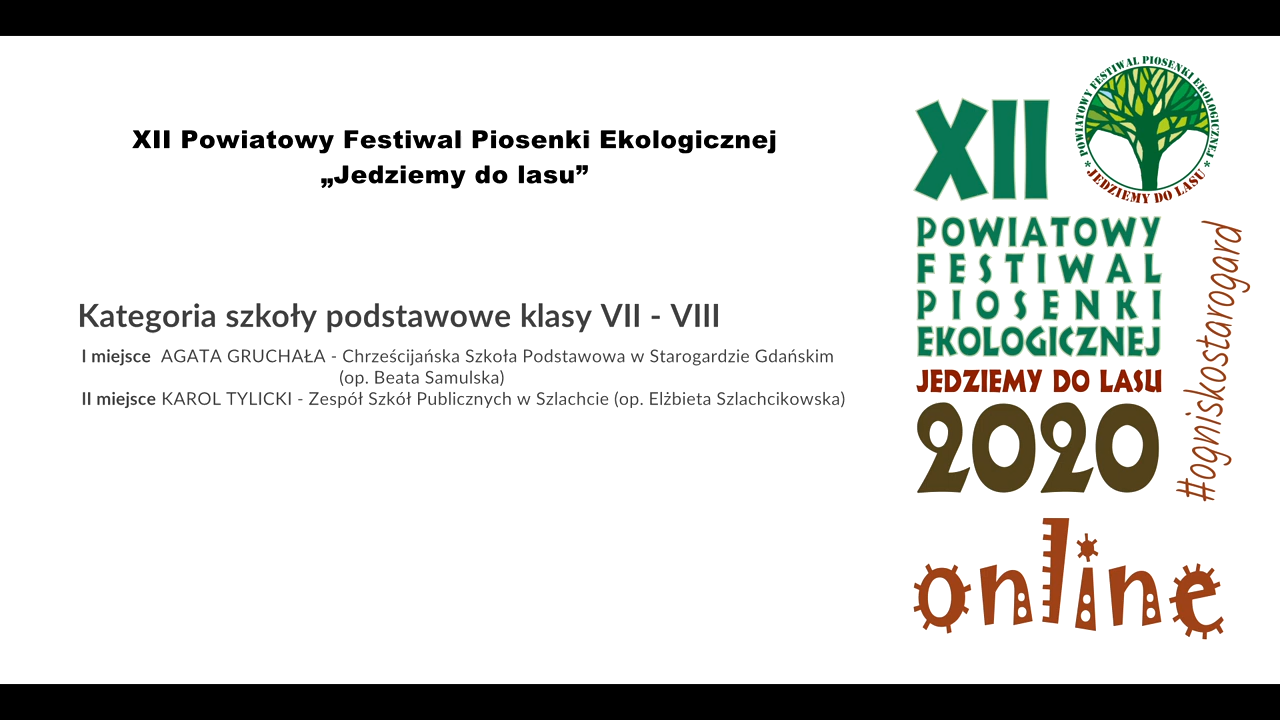 XII Powiatowy Festiwal Piosenki Ekologicznej
„Jedziemy do lasu”
Kategoria szkoły podstawowe klasy VII - VIII
I miejsce AGATA GRUCHAŁA - Chrześcijańska Szkoła Podstawowa w Starogardzie Gdańskim
(op. Beata Samulska)
II miejsce KAROL TYLICKI - Zespół Szkół Publicznych w Szlachcie (op. Elżbieta Szlachcikowska)
XII
POWIATOWY FESTIWAL PIOSENKI EKOLOGICZNEJ
* JEDZIEMY DO LASU *
POWIATOWY
FESTIWAL
PIOSENKI
EKOLOGICZNEJ
JEDZIEMY DO LASU
2020
online
#ogniskostarogard